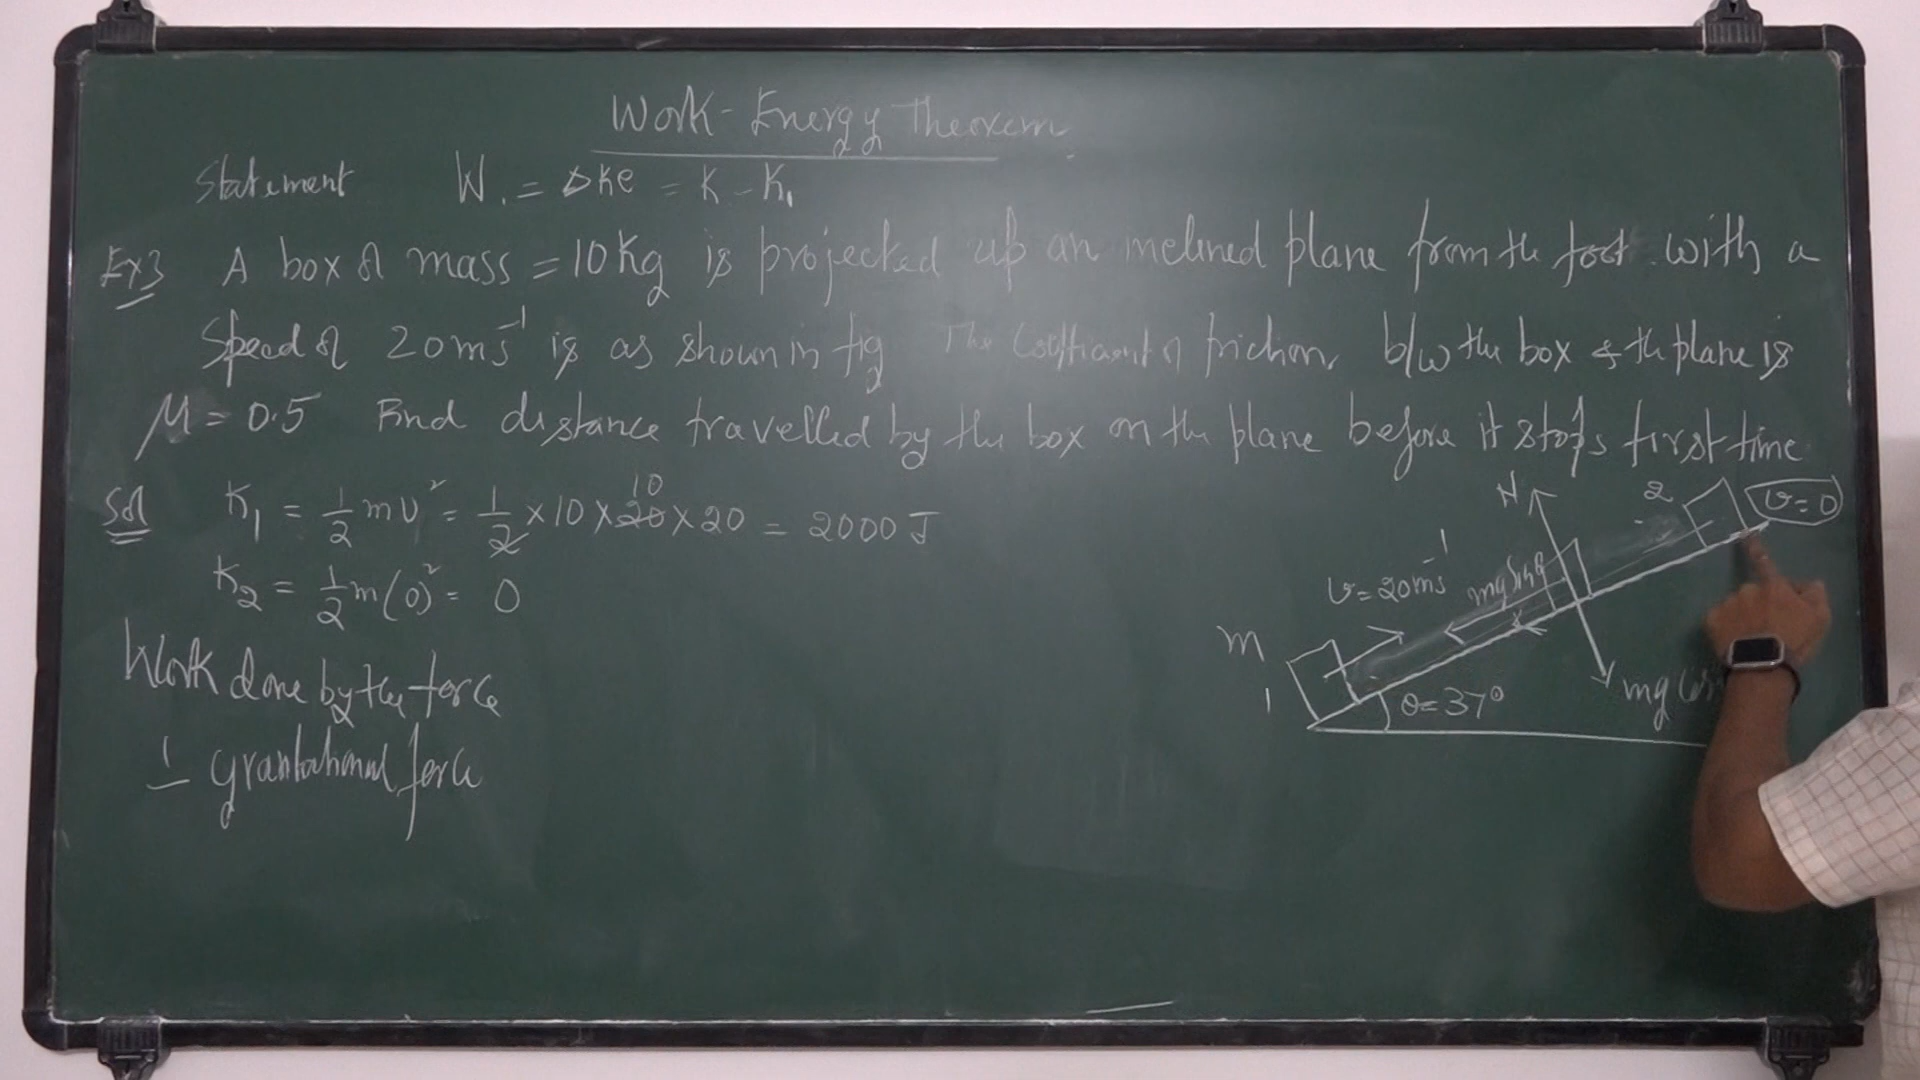 Work-Energy Theorem
Statement W = Δke = K - K₁
Ex3 A box of mass = 10 Kg is projected up an inclined plane from the foot with a
Speed of 20 ms⁻¹ is as shown in fig The Coefficient of friction b/w the box & the plane is
μ = 0.5 Find distance travelled by the box on the plane before it stops first time
Sol K₁ = 1/2 mv² = 1/2 × 10 × 20 10 × 20 = 2000 J
K₂ = 1/2 m(0)² = 0
Work done by the force
1 - gravitational force
N
2
v=0
v=20ms⁻¹
mg sinθ
m
1
θ=37°
mg